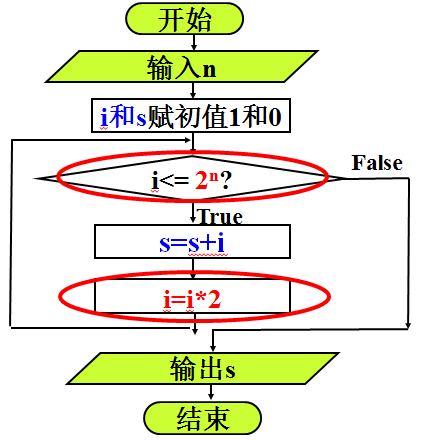 开始
输入n
i和s赋初值1和0
i<= 2ⁿ?
False
True
s=s+i
i=i*2
输出s
结束